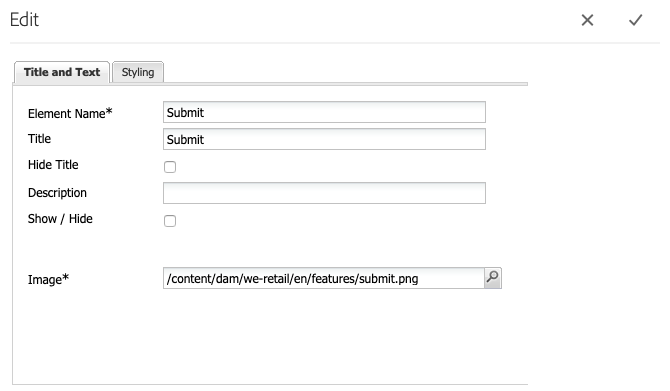 Edit
Title and Text
Styling
Element Name* Submit
Title Submit
Hide Title
Description
Show / Hide
Image* /content/dam/we-retail/en/features/submit.png